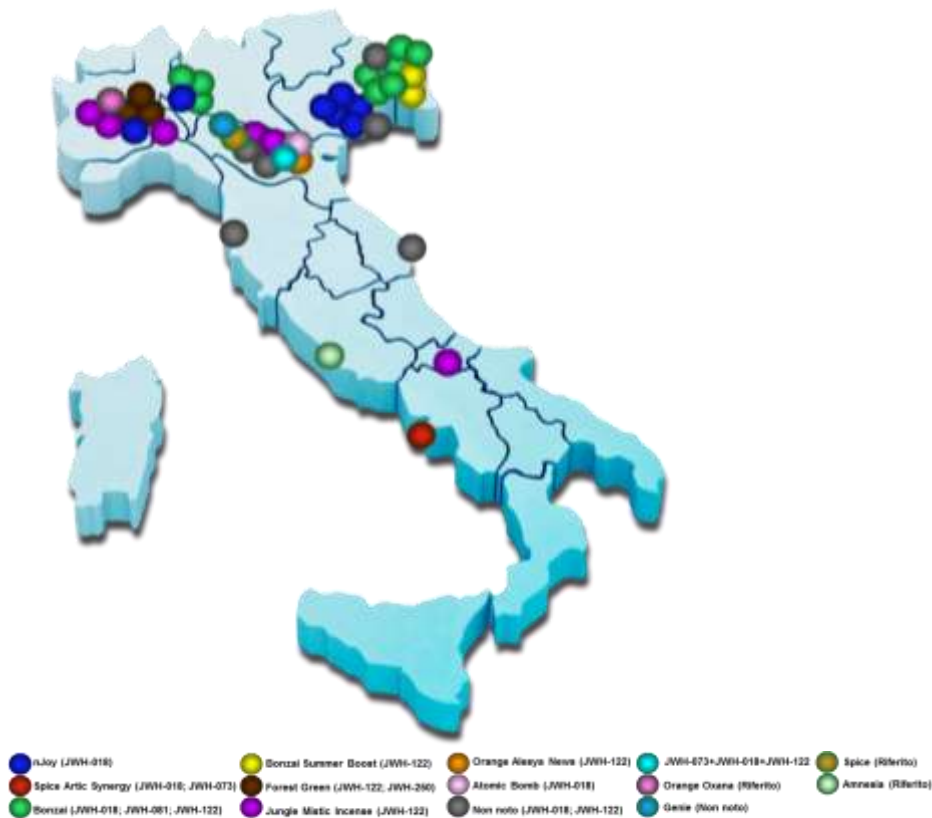 nJoy (JWH-018)
Bonzai Summer Boost (JWH-122)
Orange Aleaya News (JWH-122)
JWH-073+JWH-018+JWH-122
Spice (Riferito)
Spice Artic Synergy (JWH-018; JWH-073)
Forest Green (JWH-122; JWH-250)
Atomic Bomb (JWH-018)
Orange Oxana (Riferito)
Amnesia (Riferito)
Bonzai (JWH-018; JWH-081; JWH-122)
Jungle Mistic Incense (JWH-122)
Non noto (JWH-018; JWH-122)
Genie (Non noto)